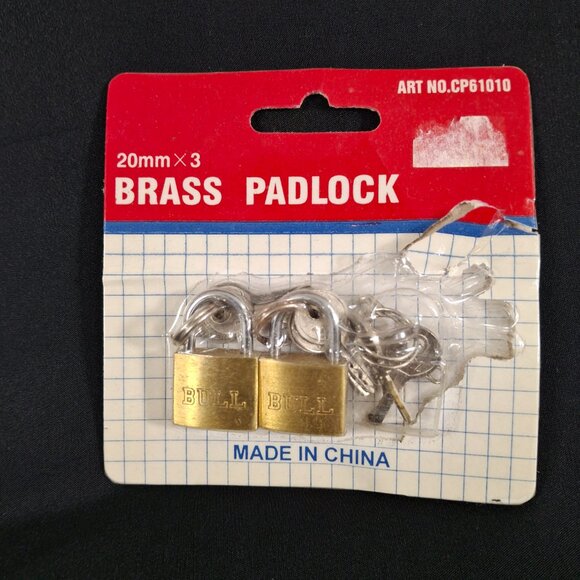 ART NO.CP61010
20mm×3
BRASS PADLOCK
BULL
BULL
MADE IN CHINA